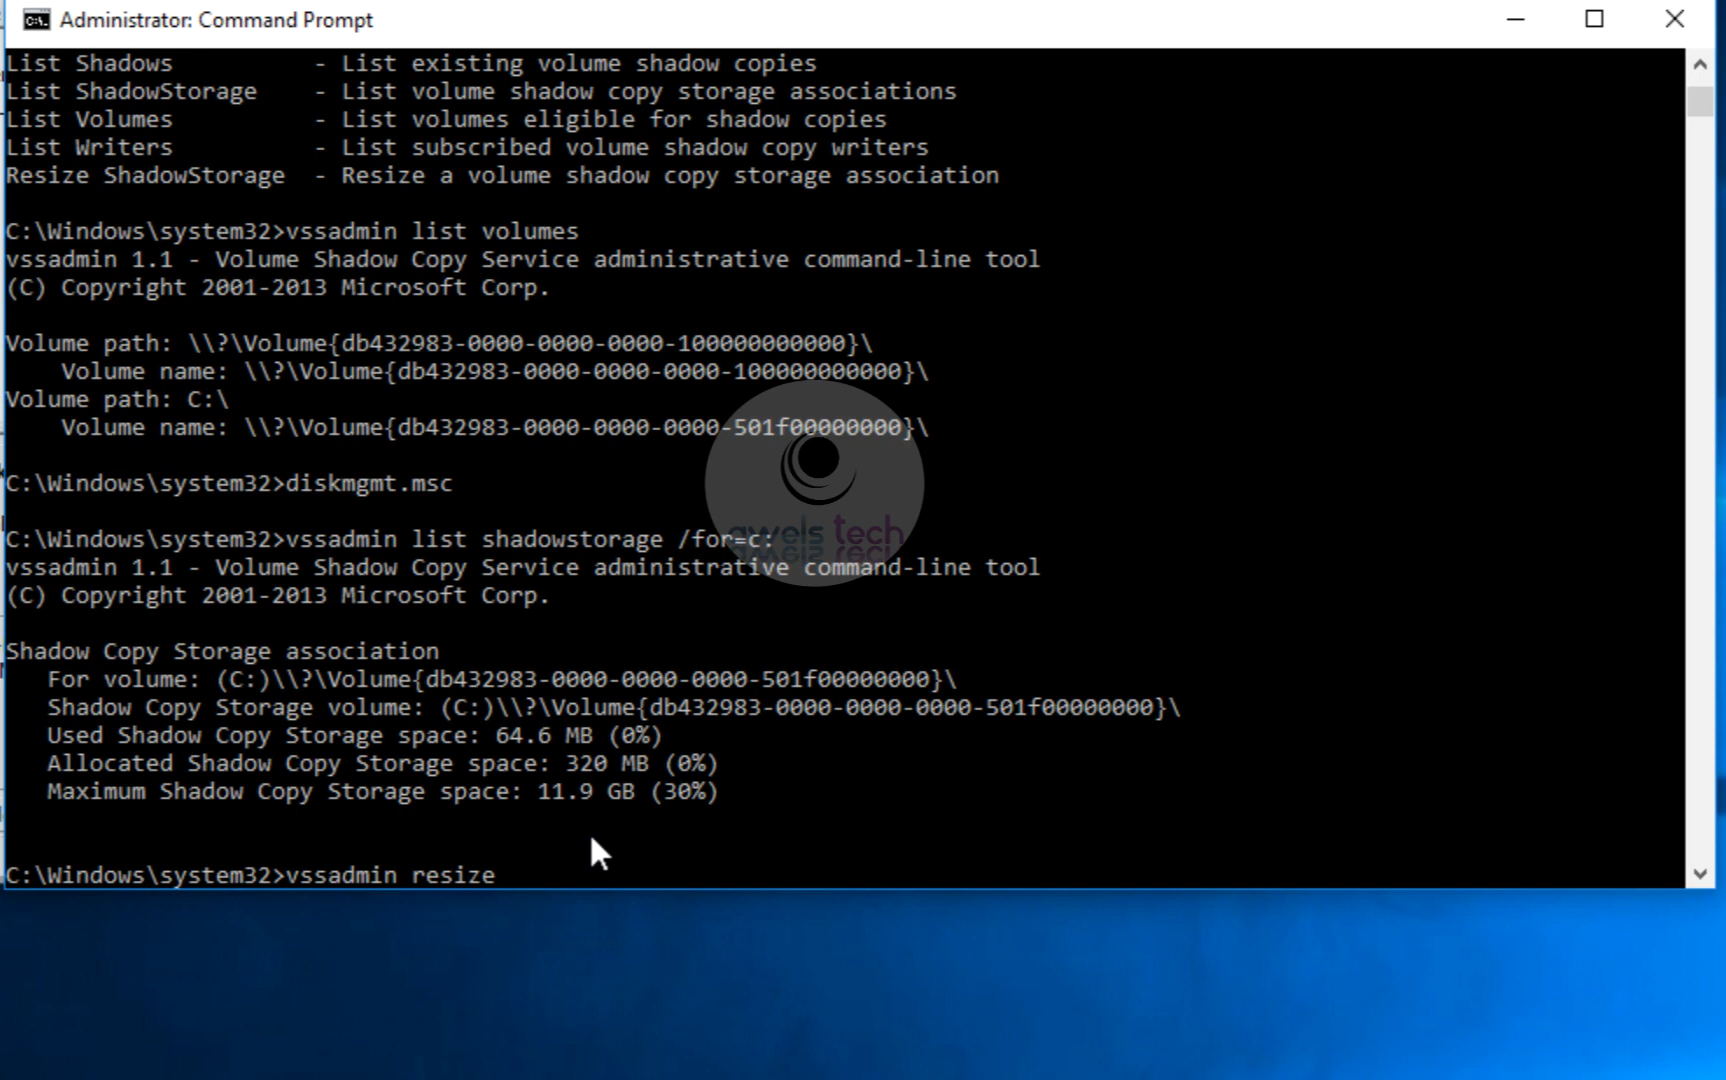 Administrator: Command Prompt
List Shadows - List existing volume shadow copies
List ShadowStorage - List volume shadow copy storage associations
List Volumes - List volumes eligible for shadow copies
List Writers - List subscribed volume shadow copy writers
Resize ShadowStorage - Resize a volume shadow copy storage association
C:\Windows\system32>vssadmin list volumes
vssadmin 1.1 - Volume Shadow Copy Service administrative command-line tool
(C) Copyright 2001-2013 Microsoft Corp.
Volume path: \\?\Volume{db432983-0000-0000-0000-100000000000}\
Volume name: \\?\Volume{db432983-0000-0000-0000-100000000000}\
Volume path: C:\
Volume name: \\?\Volume{db432983-0000-0000-0000-501f00000000}\
C:\Windows\system32>diskmgmt.msc
C:\Windows\system32>vssadmin list shadowstorage /for=c:
awels tech
vssadmin 1.1 - Volume Shadow Copy Service administrative command-line tool
(C) Copyright 2001-2013 Microsoft Corp.
Shadow Copy Storage association
For volume: (C:)\\?\Volume{db432983-0000-0000-0000-501f00000000}\
Shadow Copy Storage volume: (C:)\\?\Volume{db432983-0000-0000-0000-501f00000000}\
Used Shadow Copy Storage space: 64.6 MB (0%)
Allocated Shadow Copy Storage space: 320 MB (0%)
Maximum Shadow Copy Storage space: 11.9 GB (30%)
C:\Windows\system32>vssadmin resize